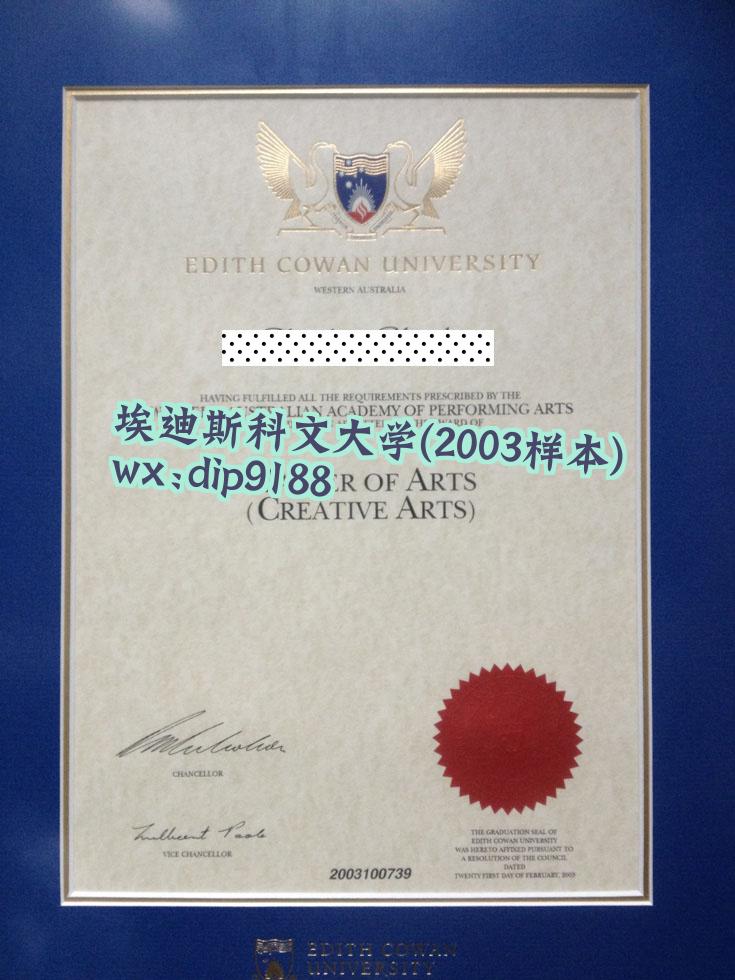 EDITH COWAN UNIVERSITY
WESTERN AUSTRALIA
HAVING FULFILLED ALL THE REQUIREMENTS PRESCRIBED BY THE
AUSTRALIAN ACADEMY OF PERFORMING ARTS
埃迪斯科文大学(2003样本)
wx:dip9188
OF ARTS
(CREATIVE ARTS)
CHANCELLOR
VICE CHANCELLOR
2003100739
THE GRADUATION SEAL OF
EDITH COWAN UNIVERSITY
WAS HERETO AFFIXED PURSUANT TO
A RESOLUTION OF THE COUNCIL
DATED
TWENTY FIRST DAY OF FEBRUARY, 2003
EDITH COWAN
UNIVERSITY